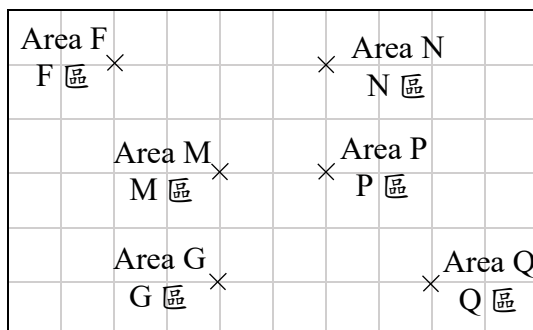 Area F
F 區
Area N
N 區
Area M
M 區
Area P
P 區
Area G
G 區
Area Q
Q 區